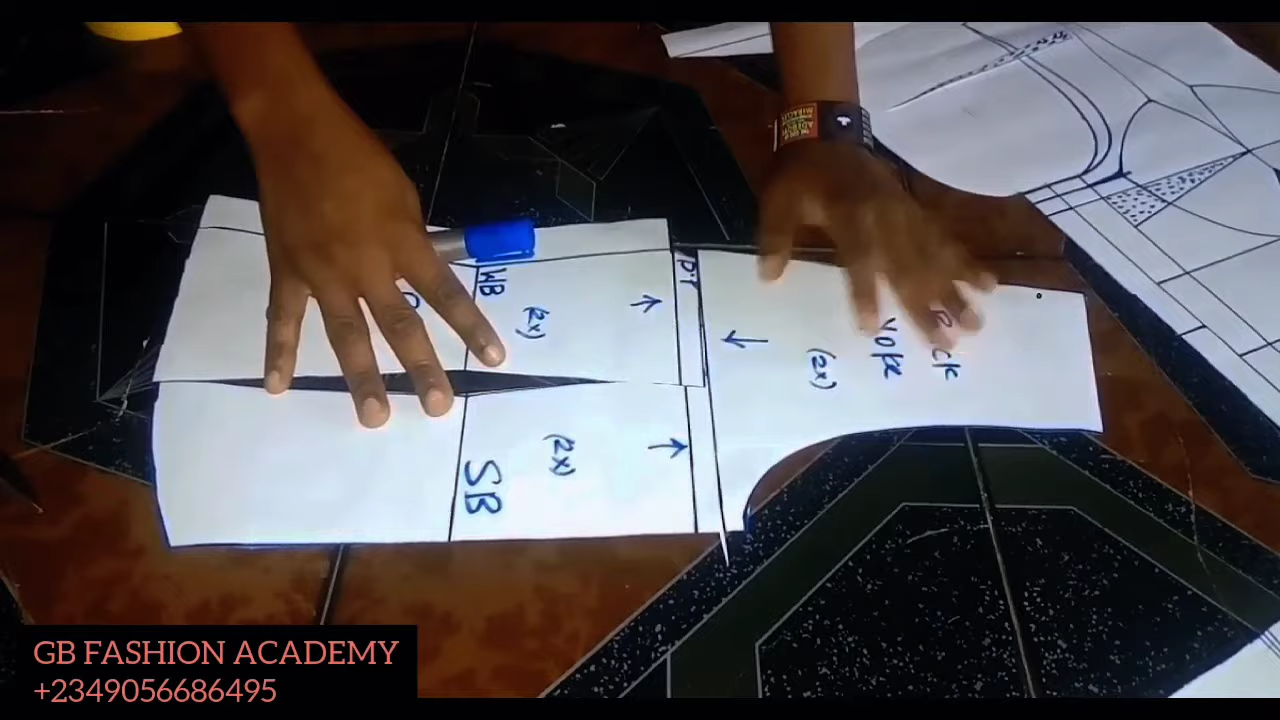 WB
(2x)
SB
(2x)
Yoke
(2x)
GB FASHION ACADEMY
+2349056686495